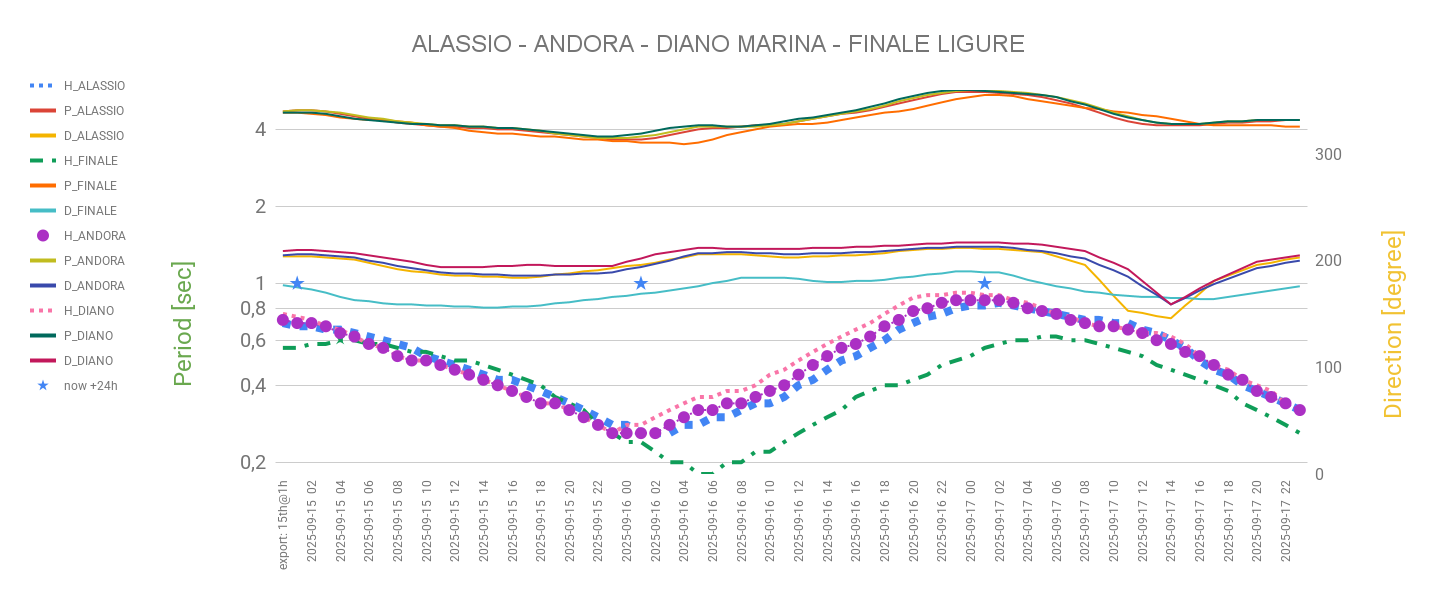 ALASSIO - ANDORA - DIANO MARINA - FINALE LIGURE
H_ALASSIO
P_ALASSIO
D_ALASSIO
H_FINALE
P_FINALE
D_FINALE
H_ANDORA
P_ANDORA
D_ANDORA
H_DIANO
P_DIANO
D_DIANO
now +24h
Period [sec]
4
2
1
0,8
0,6
0,4
0,2
300
200
100
0
Direction [degree]
export: 15th@1h
2025-09-15 02
2025-09-15 04
2025-09-15 06
2025-09-15 08
2025-09-15 10
2025-09-15 12
2025-09-15 14
2025-09-15 16
2025-09-15 18
2025-09-15 20
2025-09-15 22
2025-09-16 00
2025-09-16 02
2025-09-16 04
2025-09-16 06
2025-09-16 08
2025-09-16 10
2025-09-16 12
2025-09-16 14
2025-09-16 16
2025-09-16 18
2025-09-16 20
2025-09-16 22
2025-09-17 00
2025-09-17 02
2025-09-17 04
2025-09-17 06
2025-09-17 08
2025-09-17 10
2025-09-17 12
2025-09-17 14
2025-09-17 16
2025-09-17 18
2025-09-17 20
2025-09-17 22